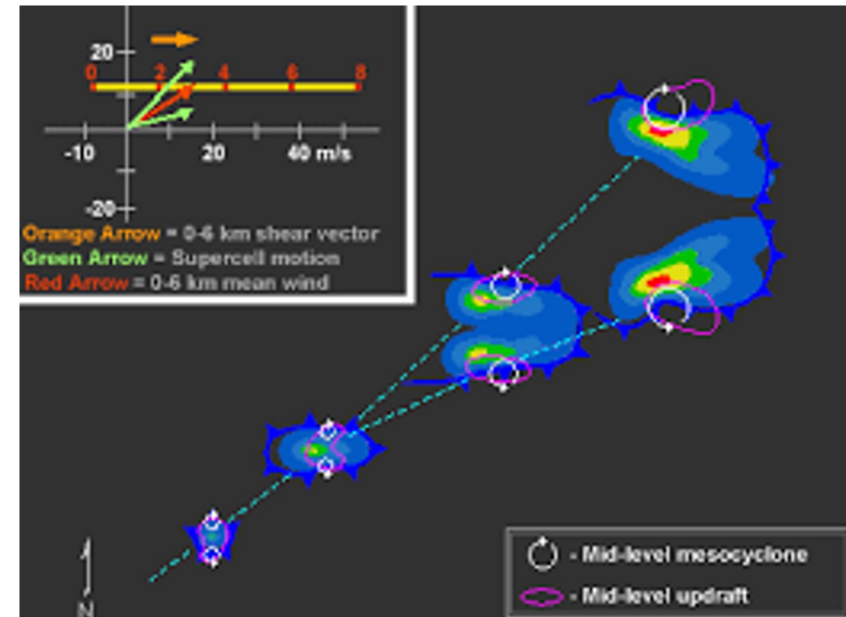 20
0 2 4 6 8
-10 20 40 m/s
-20
Orange Arrow = 0-6 km shear vector
Green Arrow = Supercell motion
Red Arrow = 0-6 km mean wind
- Mid-level mesocyclone
- Mid-level updraft
N